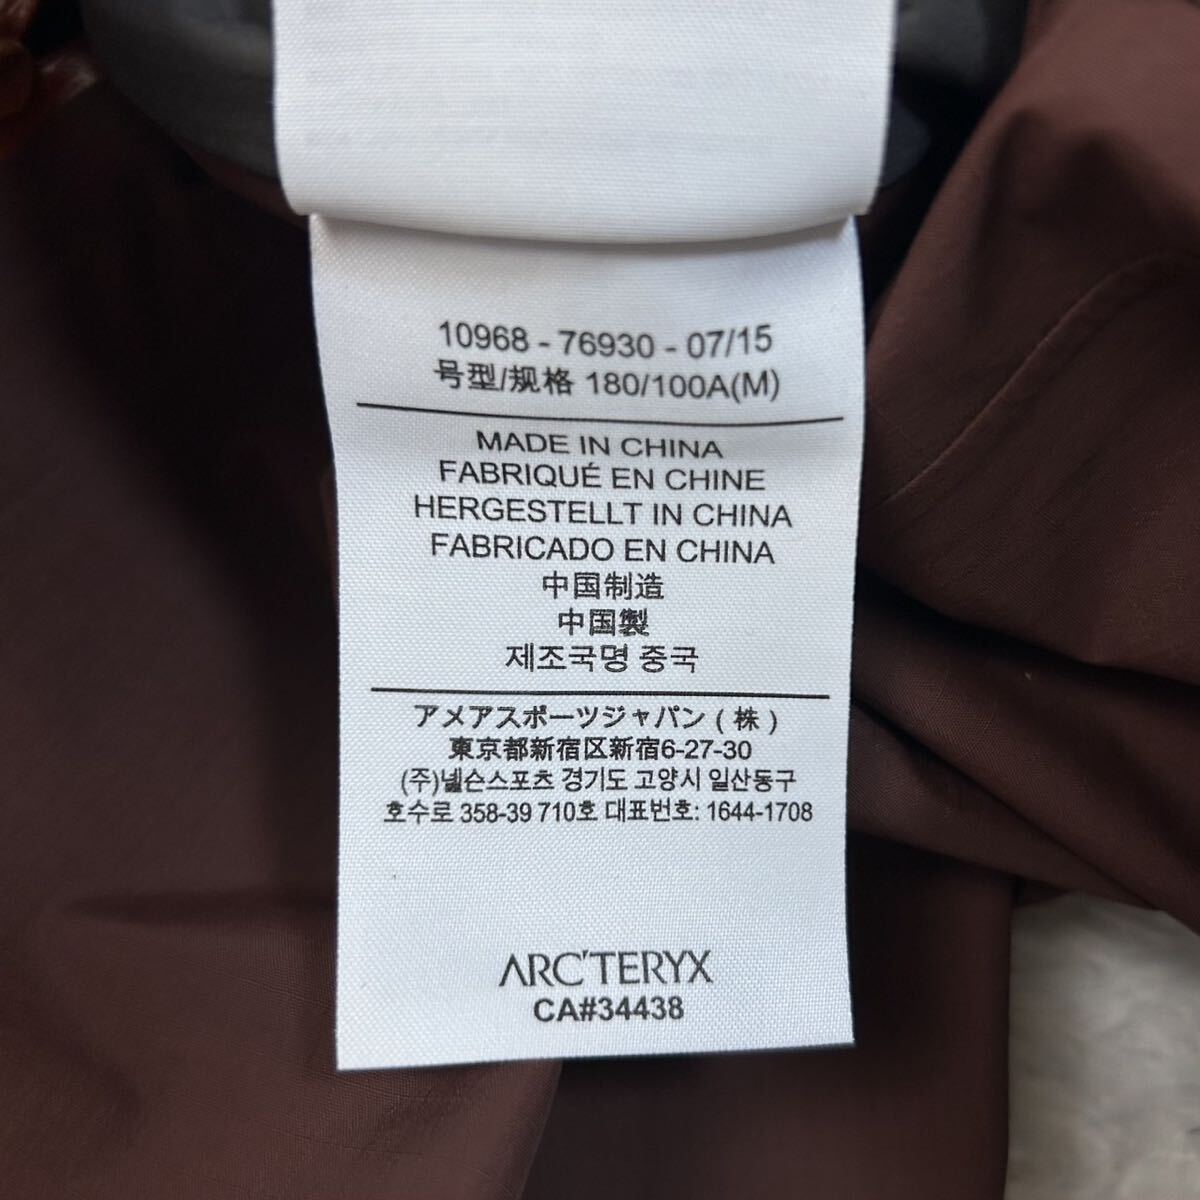 10968 - 76930 - 07/15
号型/规格 180/100A(M)
MADE IN CHINA
FABRIQUÉ EN CHINE
HERGESTELLT IN CHINA
FABRICADO EN CHINA
中国制造
中国製
제조국명 중국
アメアスポーツジャパン(株)
東京都新宿区新宿6-27-30
(주)넬슨스포츠 경기도 고양시 일산동구
호수로 358-39 710호 대표번호: 1644-1708
ARC'TERYX
CA#34438